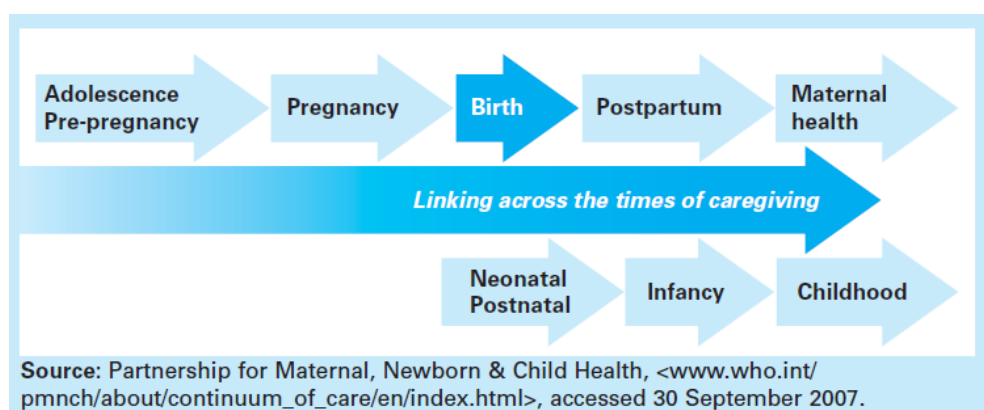 Adolescence
Pre-pregnancy
Pregnancy
Birth
Postpartum
Maternal
health
Linking across the times of caregiving
Neonatal
Postnatal
Infancy
Childhood
Source: Partnership for Maternal, Newborn & Child Health, <www.who.int/
pmnch/about/continuum_of_care/en/index.html>, accessed 30 September 2007.